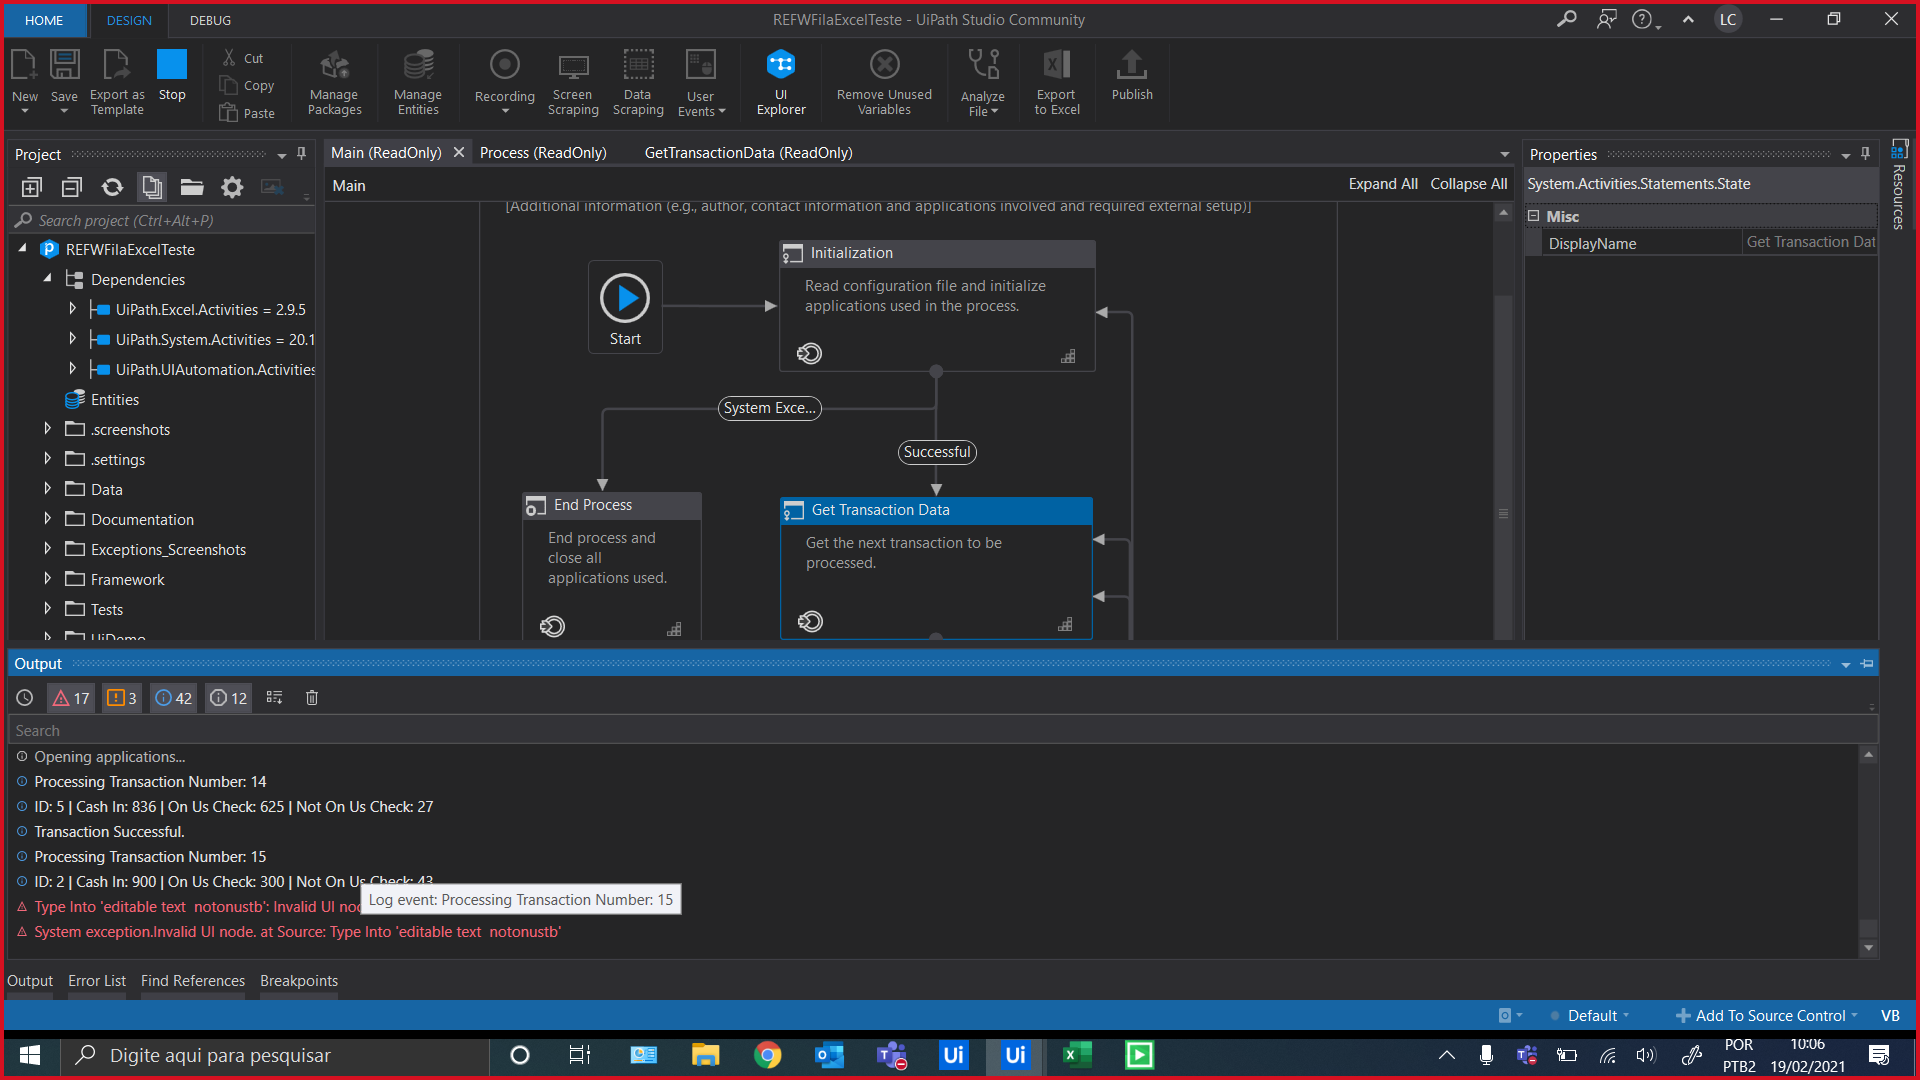 HOME
DESIGN
DEBUG
REFWFilaExcelTeste - UiPath Studio Community
LC
New
Save
Export as Template
Stop
Cut
Copy
Paste
Manage Packages
Manage Entities
Recording
Screen Scraping
Data Scraping
User Events
UI Explorer
Remove Unused Variables
Analyze File
Export to Excel
Publish
Project
Search project (Ctrl+Alt+P)
REFWFilaExcelTeste
Dependencies
UiPath.Excel.Activities = 2.9.5
UiPath.System.Activities = 20.1
UiPath.UIAutomation.Activities
Entities
.screenshots
.settings
Data
Documentation
Exceptions_Screenshots
Framework
Tests
UiDemo
Main (ReadOnly)
Process (ReadOnly)
GetTransactionData (ReadOnly)
Main
Expand All
Collapse All
[Additional information (e.g., author, contact information and applications involved and required external setup)]
Start
Initialization
Read configuration file and initialize
applications used in the process.
System Exce...
Successful
End Process
End process and
close all
applications used.
Get Transaction Data
Get the next transaction to be
processed.
Properties
System.Activities.Statements.State
Misc
DisplayName
Get Transaction Dat
Resources
Output
17
3
42
12
Search
Opening applications...
Processing Transaction Number: 14
ID: 5 | Cash In: 836 | On Us Check: 625 | Not On Us Check: 27
Transaction Successful.
Processing Transaction Number: 15
ID: 2 | Cash In: 900 | On Us Check: 300 | Not On Us Check: 43
Log event: Processing Transaction Number: 15
Type Into 'editable text  notonustb': Invalid UI noc
System exception.Invalid UI node. at Source: Type Into 'editable text  notonustb'
Output
Error List
Find References
Breakpoints
Default
Add To Source Control
VB
Digite aqui para pesquisar
Ui
Ui
POR
PTB2
10:06
19/02/2021